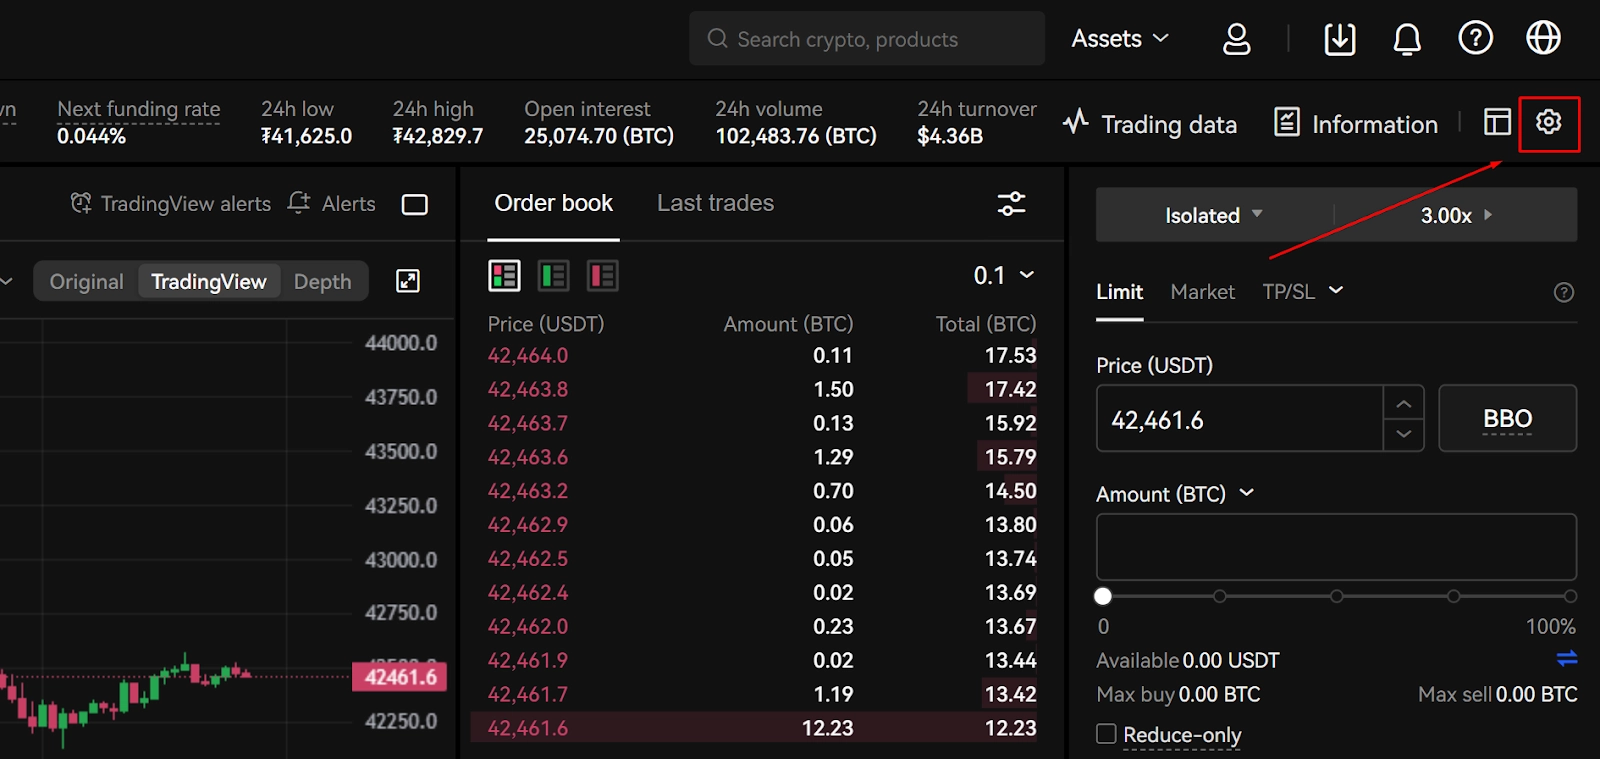 Search crypto, products
Assets
Next funding rate
0.044%
24h low
₮41,625.0
24h high
₮42,829.7
Open interest
25,074.70 (BTC)
24h volume
102,483.76 (BTC)
24h turnover
$4.36B
Trading data
Information
TradingView alerts
Alerts
Original
TradingView
Depth
44000.0
43750.0
43500.0
43250.0
43000.0
42750.0
42461.6
42250.0
Order book
Last trades
0.1
Price (USDT) Amount (BTC) Total (BTC)
42,464.0 0.11 17.53
42,463.8 1.50 17.42
42,463.7 0.13 15.92
42,463.6 1.29 15.79
42,463.2 0.70 14.50
42,462.9 0.06 13.80
42,462.5 0.05 13.74
42,462.4 0.02 13.69
42,462.0 0.23 13.67
42,461.9 0.02 13.44
42,461.7 1.19 13.42
42,461.6 12.23 12.23
Isolated
3.00x
Limit
Market
TP/SL
Price (USDT)
42,461.6
BBO
Amount (BTC)
0
100%
Available 0.00 USDT
Max buy 0.00 BTC
Max sell 0.00 BTC
Reduce-only